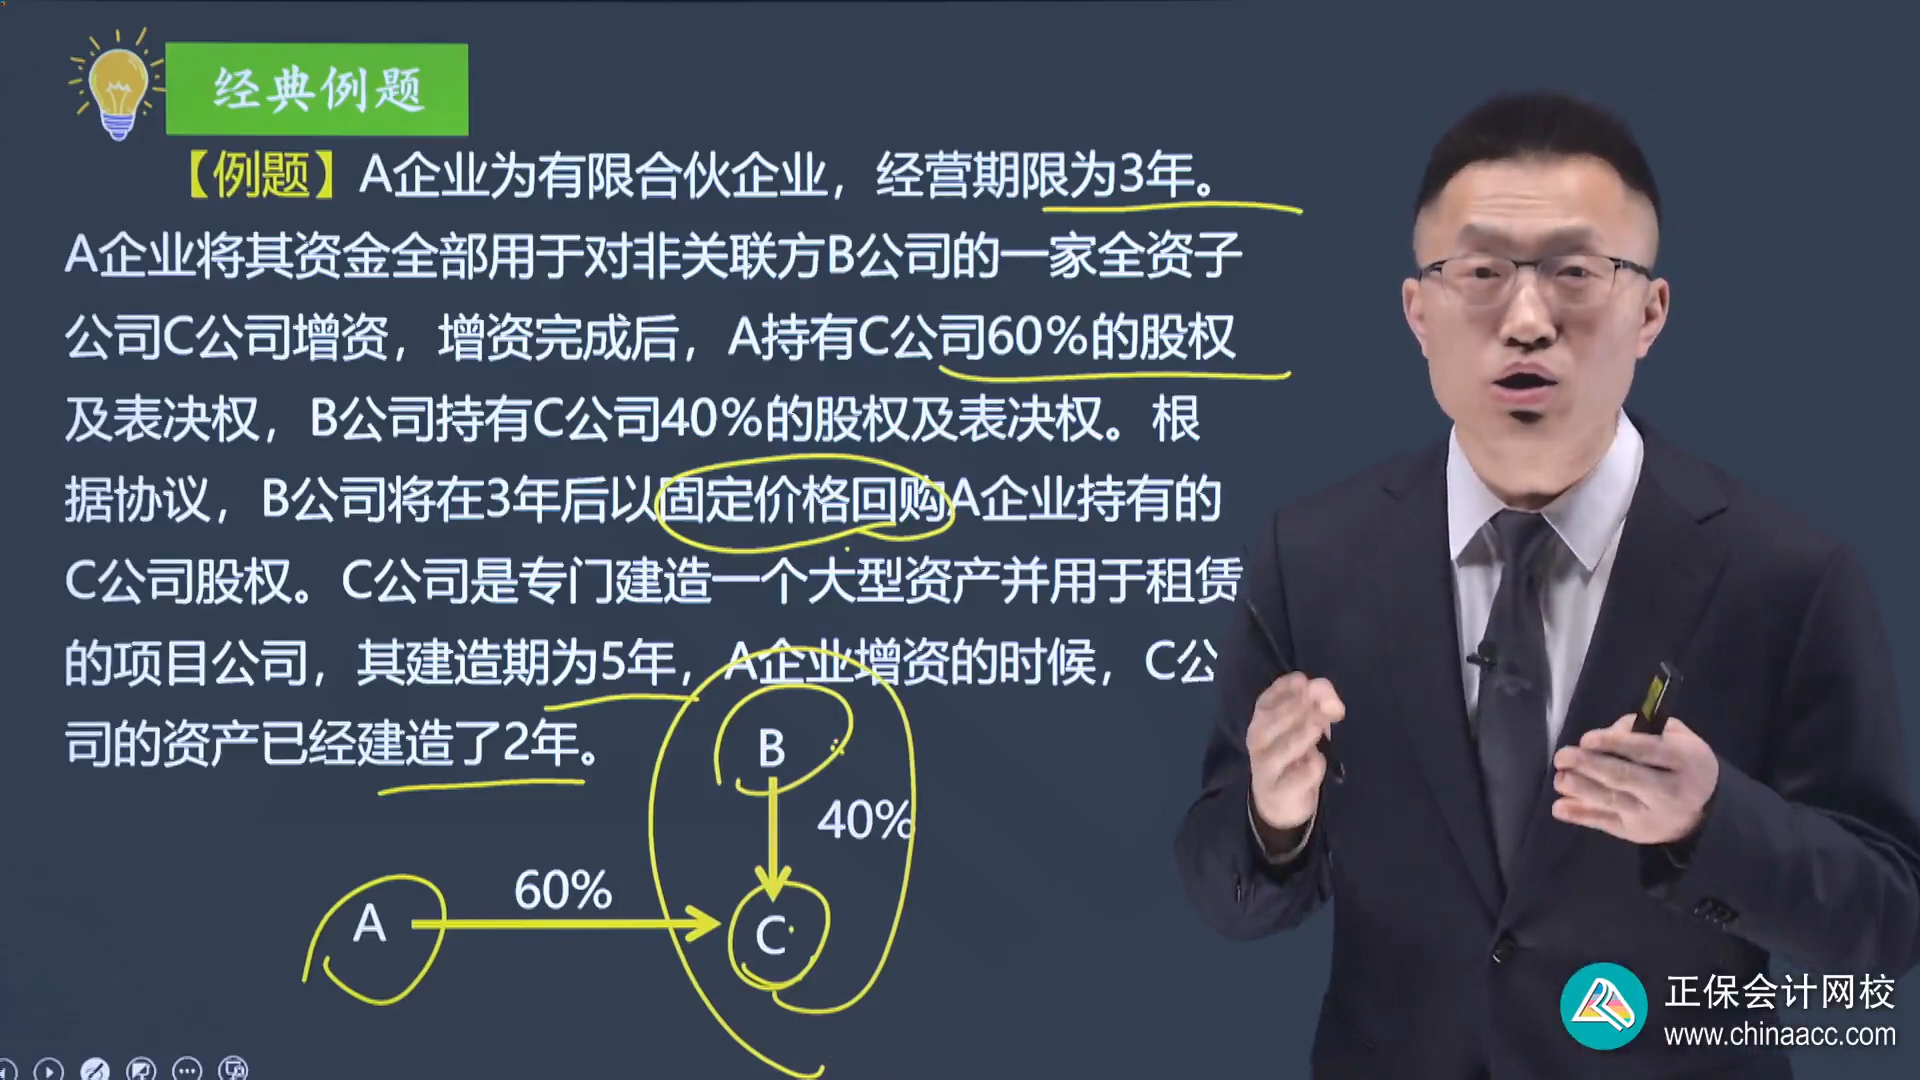 经典例题
【例题】A企业为有限合伙企业，经营期限为3年。
A企业将其资金全部用于对非关联方B公司的一家全资子
公司C公司增资，增资完成后，A持有C公司60%的股权
及表决权，B公司持有C公司40%的股权及表决权。根
据协议，B公司将在3年后以固定价格回购A企业持有的
C公司股权。C公司是专门建造一个大型资产并用于租赁
的项目公司，其建造期为5年，A企业增资的时候，C公
司的资产已经建造了2年。
B
40%
60%
A
C
正保会计网校
www.chinaacc.com